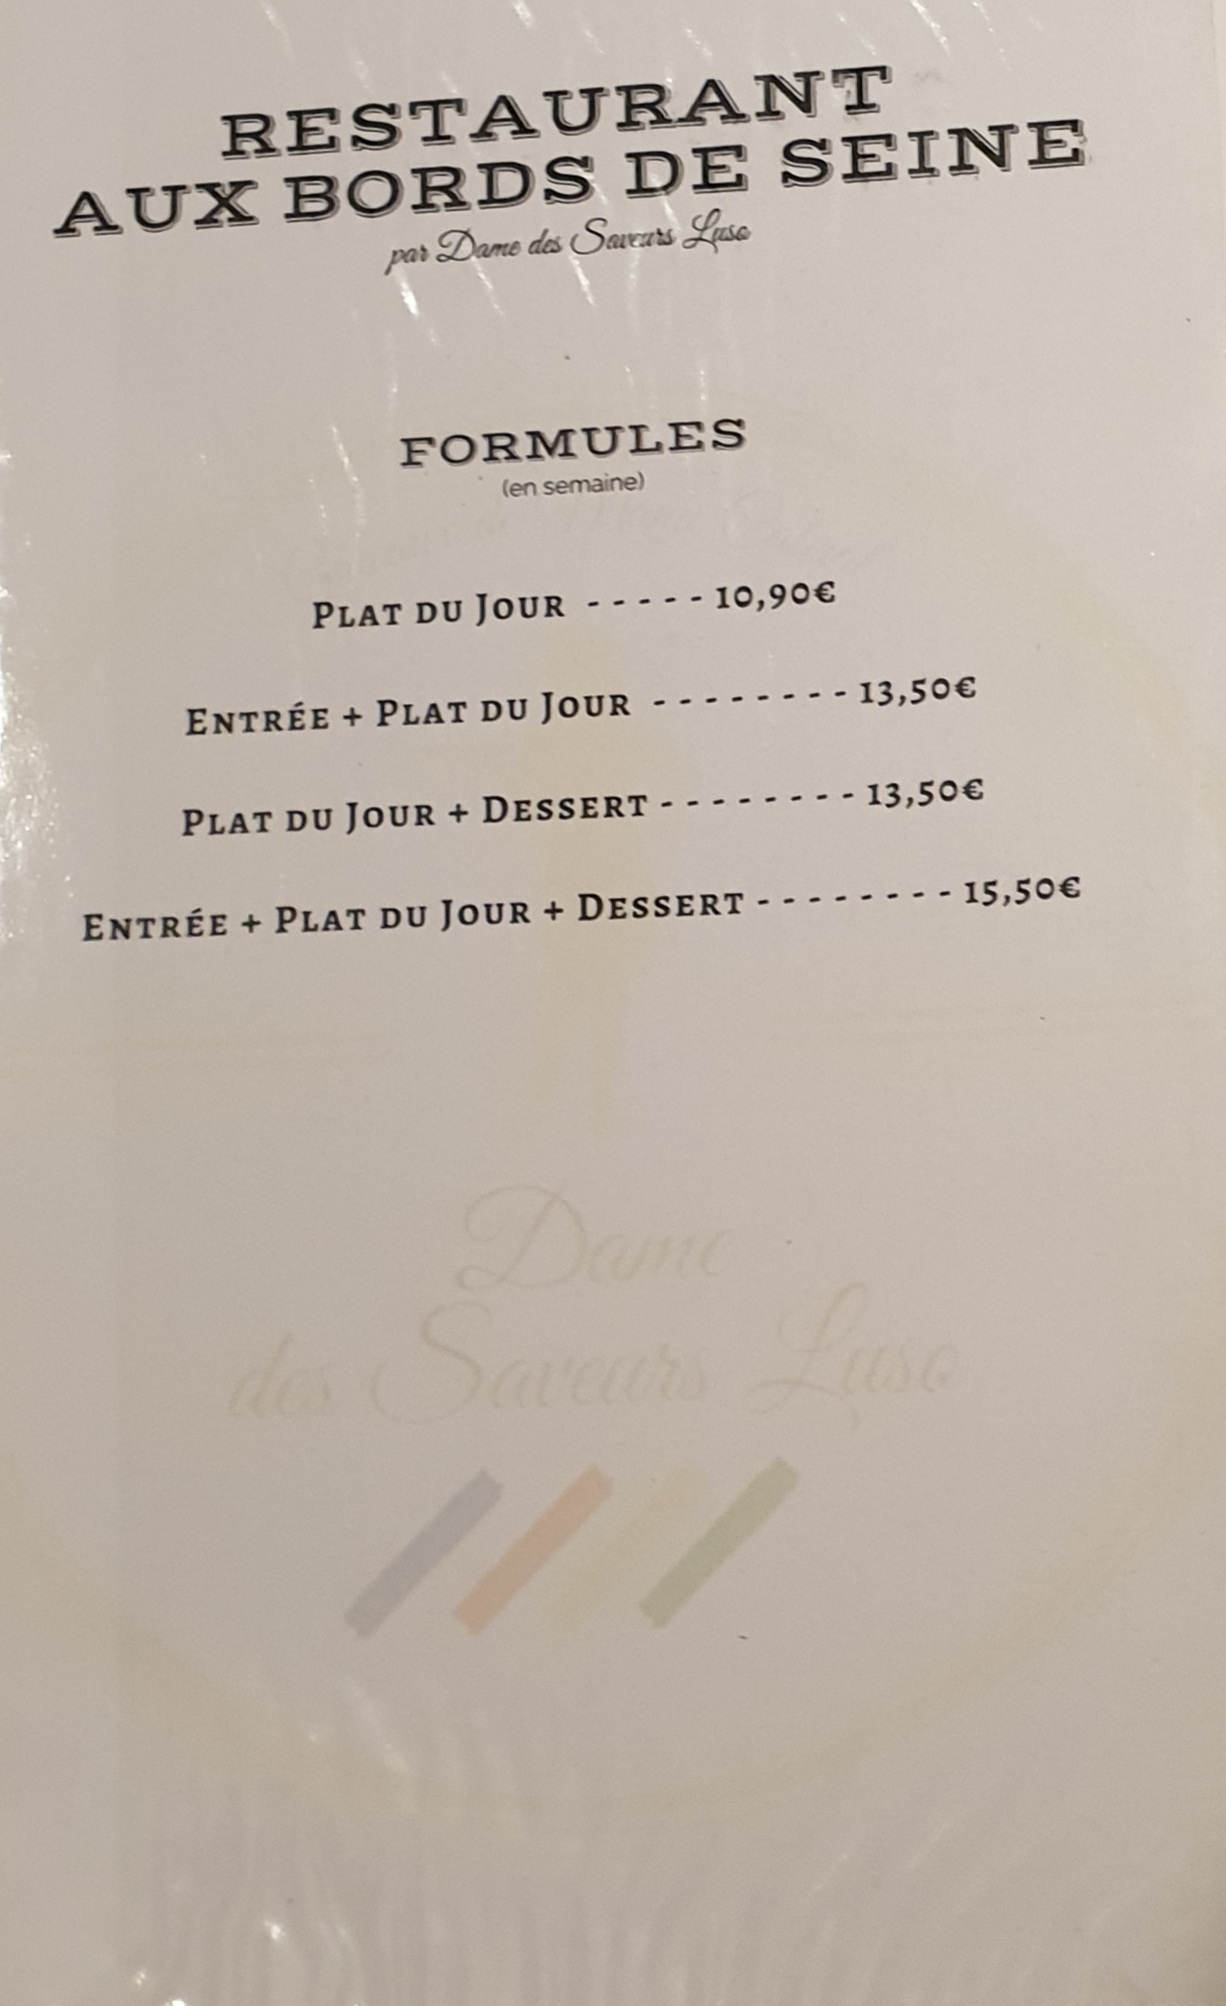 RESTAURANT
AUX BORDS DE SEINE
par Dame des Saveurs Luso
FORMULES
(en semaine)
PLAT DU JOUR ----- 10,90€
ENTRÉE + PLAT DU JOUR -------- 13,50€
PLAT DU JOUR + DESSERT -------- 13,50€
ENTRÉE + PLAT DU JOUR + DESSERT -------- 15,50€
Dame
des Saveurs Luso